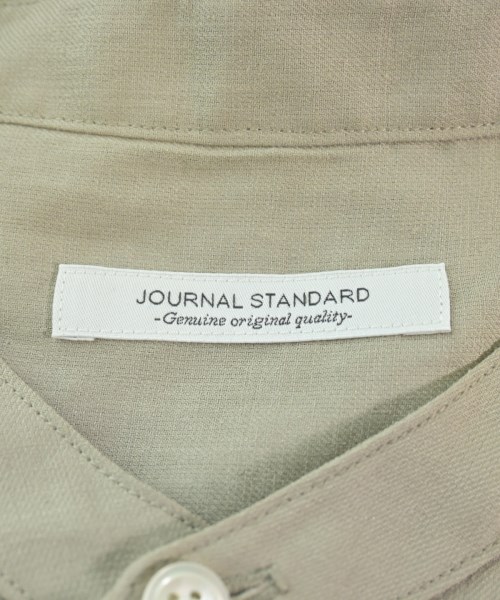 JOURNAL STANDARD
-Genuine original quality-